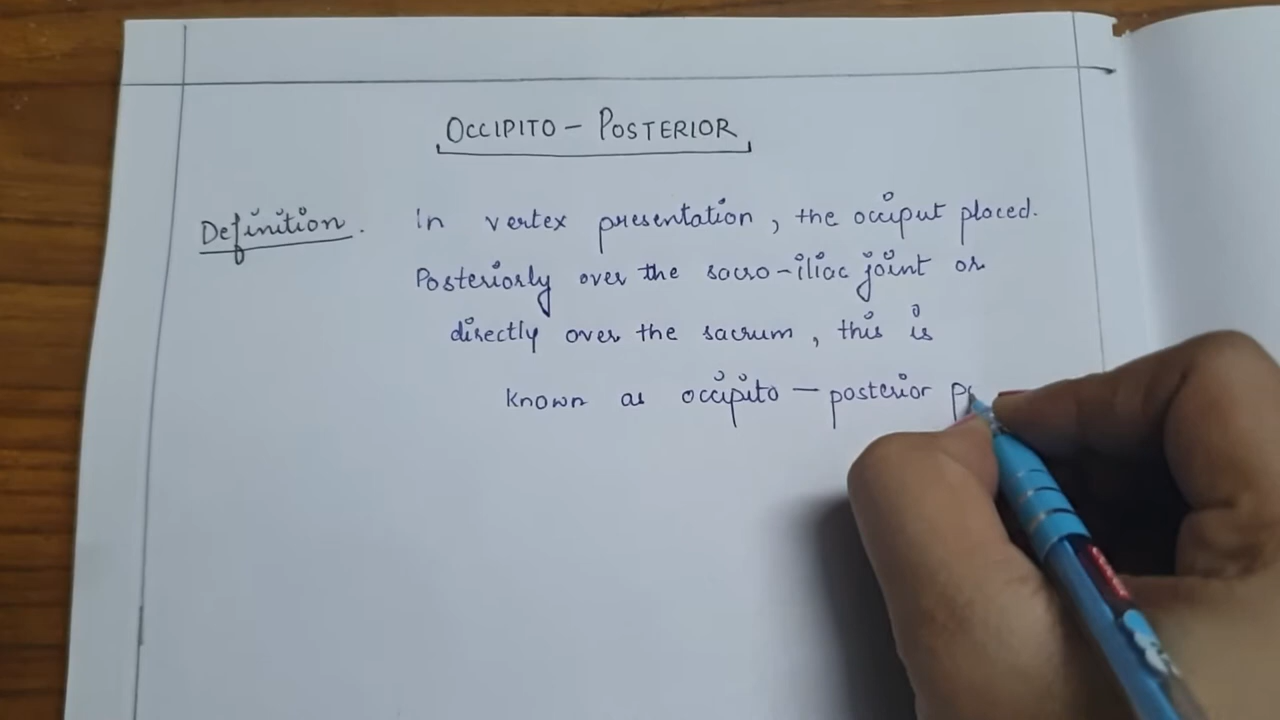 OCCIPITO - POSTERIOR
Definition. In vertex presentation, the occiput placed.
Posteriorly over the sacro-iliac joint or
directly over the sacrum, this is
known as occipito - posterior